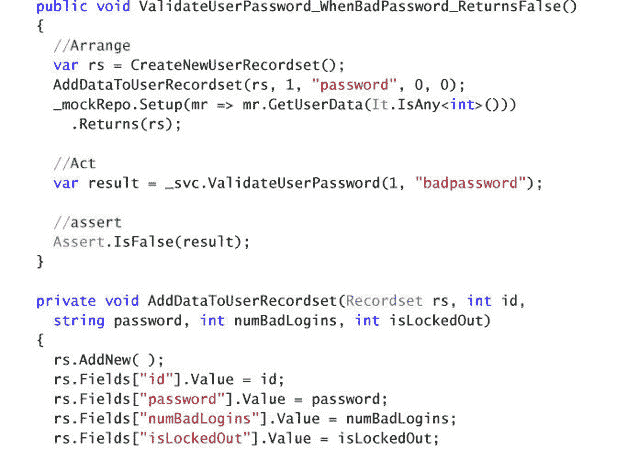 public void ValidateUserPassword_WhenBadPassword_ReturnsFalse()
{
  //Arrange
  var rs = CreateNewUserRecordset();
  AddDataToUserRecordset(rs, 1, "password", 0, 0);
  _mockRepo.Setup(mr => mr.GetUserData(It.IsAny<int>()))
    .Returns(rs);

  //Act
  var result = _svc.ValidateUserPassword(1, "badpassword");

  //assert
  Assert.IsFalse(result);
}

private void AddDataToUserRecordset(Recordset rs, int id,
  string password, int numBadLogins, int isLockedOut)
{
  rs.AddNew( );
  rs.Fields["id"].Value = id;
  rs.Fields["password"].Value = password;
  rs.Fields["numBadLogins"].Value = numBadLogins;
  rs.Fields["isLockedOut"].Value = isLockedOut;